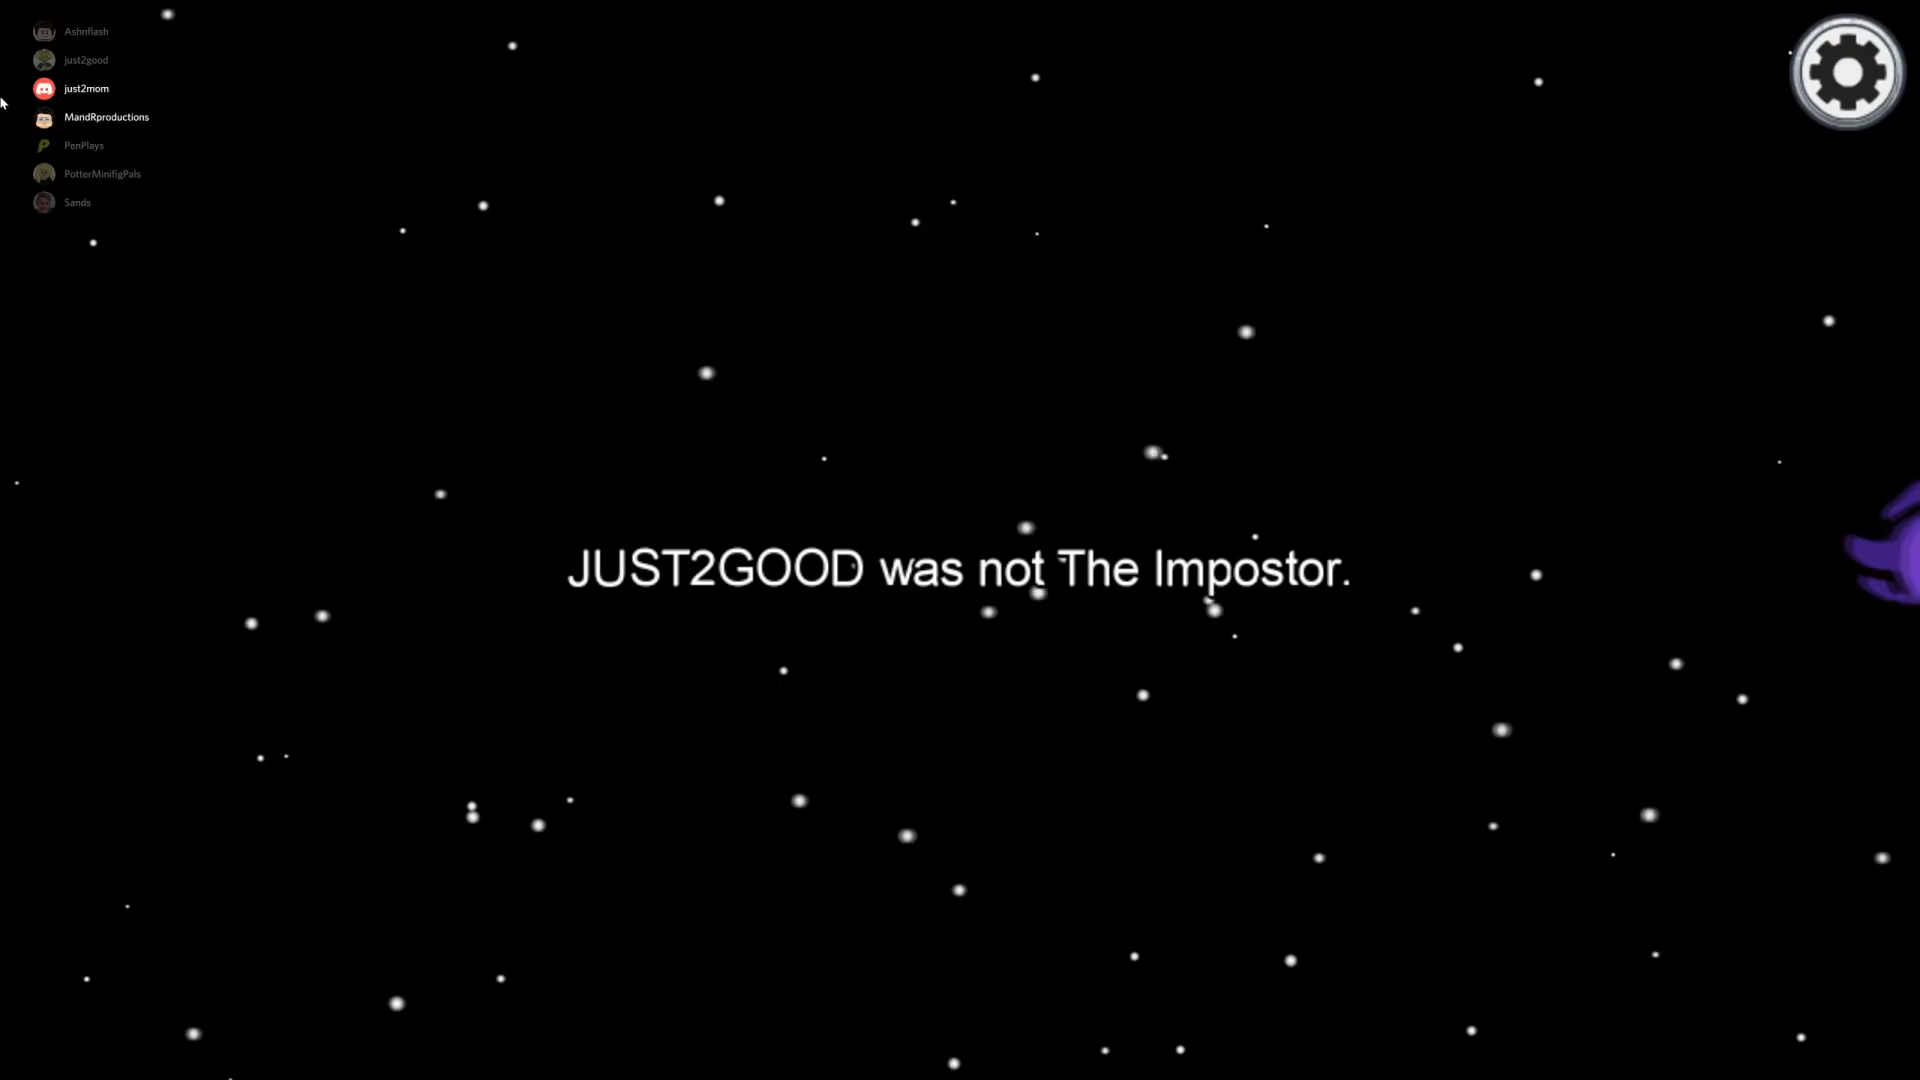 Ashnflash
just2good
just2mom
MandRproductions
PenPlays
PotterMinifigPals
Sands
JUST2GOOD was not The Impostor.